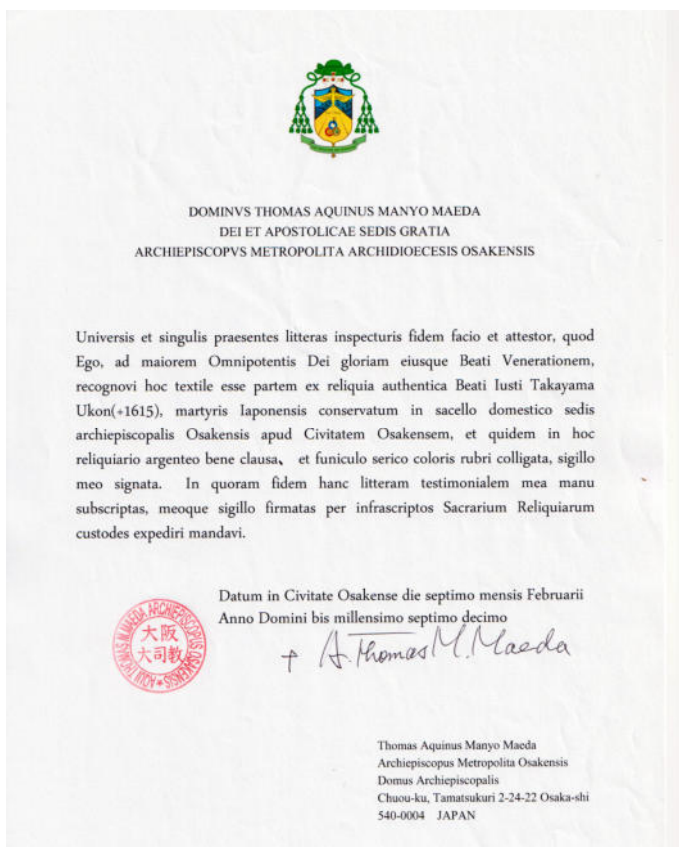 DOMINVS THOMAS AQUINUS MANYO MAEDA
DEI ET APOSTOLICAE SEDIS GRATIA
ARCHIEPISCOPVS METROPOLITA ARCHIDIOECESIS OSAKENSIS
Universis et singulis praesentes litteras inspecturis fidem facio et attestor, quod
Ego, ad maiorem Omnipotentis Dei gloriam eiusque Beati Venerationem,
recognovi hoc textile esse partem ex reliquia authentica Beati Iusti Takayama
Ukon(+1615), martyris Iaponensis conservatum in sacello domestico sedis
archiepiscopalis Osakensis apud Civitatem Osakensem, et quidem in hoc
reliquiario argenteo bene clausa、 et funiculo serico coloris rubri colligata, sigillo
meo signata. In quoram fidem hanc litteram testimonialem mea manu
subscriptas, meoque sigillo firmatas per infrascriptos Sacrarium Reliquiarum
custodes expediri mandavi.
Datum in Civitate Osakense die septimo mensis Februarii
Anno Domini bis millensimo septimo decimo
+ A. Thomas M. Maeda
AQUI THOMAS M.MAEDA ARCHIEPISCOPUS OSAKENSIS
大阪
大司教
Thomas Aquinus Manyo Maeda
Archiepiscopus Metropolita Osakensis
Domus Archiepiscopalis
Chuou-ku, Tamatsukuri 2-24-22 Osaka-shi
540-0004 JAPAN